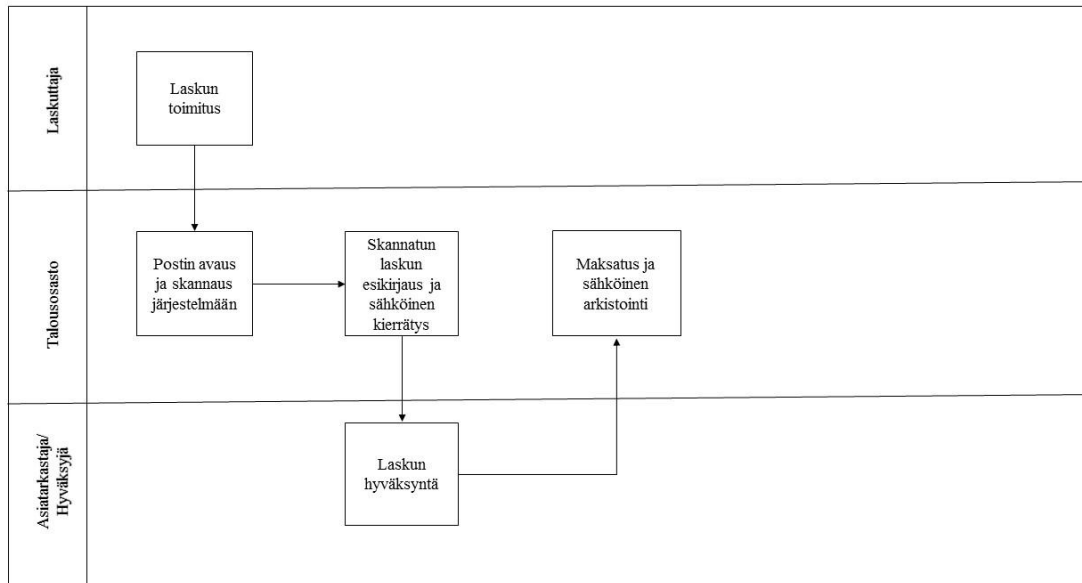 Laskuttaja
Laskun
toimitus
Talousosasto
Postin avaus
ja skannaus
järjestelmään
Skannatun
laskun
esikirjaus ja
sähköinen
kierrätys
Maksatus ja
sähköinen
arkistointi
Asiatarkastaja/
Hyväksyjä
Laskun
hyväksyntä